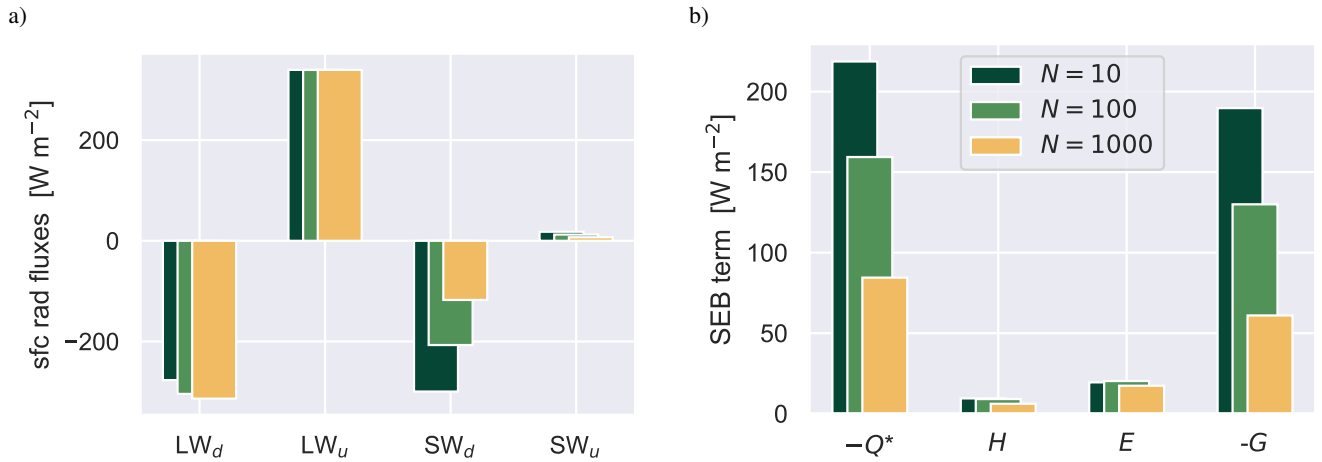 a)
sfc rad fluxes [W m⁻²]
200
0
−200
LW_d
LW_u
SW_d
SW_u
b)
SEB term [W m⁻²]
200
150
100
50
0
N = 10
N = 100
N = 1000
−Q*
H
E
-G